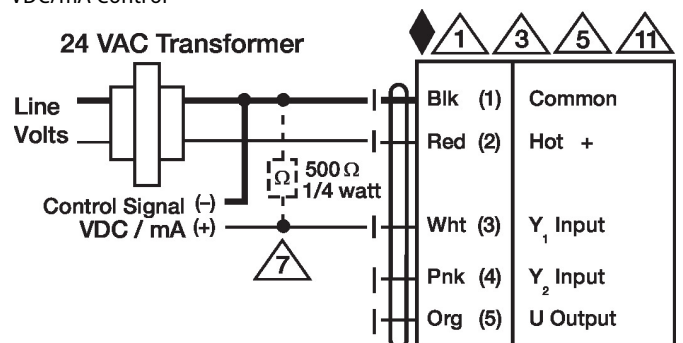 VDC/mA Control
24 VAC Transformer
1 3 5 11
Line
Volts
Blk (1) Common
Red (2) Hot +
Ω 500 Ω
1/4 watt
Control Signal (–)
VDC / mA (+)
Wht (3) Y1 Input
7
Pnk (4) Y2 Input
Org (5) U Output